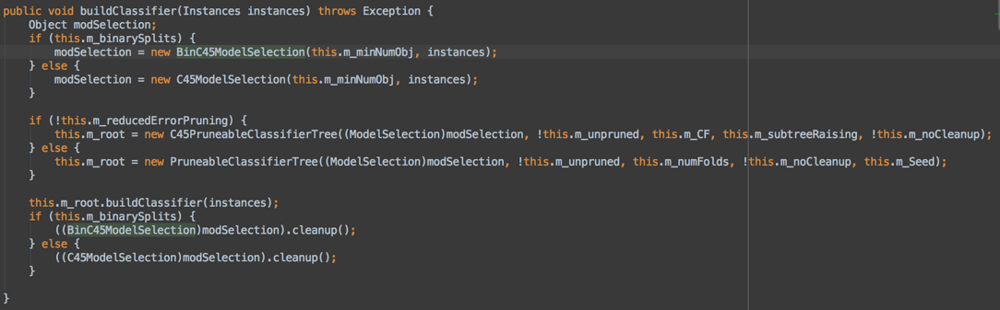 public void buildClassifier(Instances instances) throws Exception {
    Object modSelection;
    if (this.m_binarySplits) {
        modSelection = new BinC45ModelSelection(this.m_minNumObj, instances);
    } else {
        modSelection = new C45ModelSelection(this.m_minNumObj, instances);
    }

    if (!this.m_reducedErrorPruning) {
        this.m_root = new C45PruneableClassifierTree((ModelSelection)modSelection, !this.m_unpruned, this.m_CF, this.m_subtreeRaising, !this.m_noCleanup);
    } else {
        this.m_root = new PruneableClassifierTree((ModelSelection)modSelection, !this.m_unpruned, this.m_numFolds, !this.m_noCleanup, this.m_Seed);
    }

    this.m_root.buildClassifier(instances);
    if (this.m_binarySplits) {
        ((BinC45ModelSelection)modSelection).cleanup();
    } else {
        ((C45ModelSelection)modSelection).cleanup();
    }

}